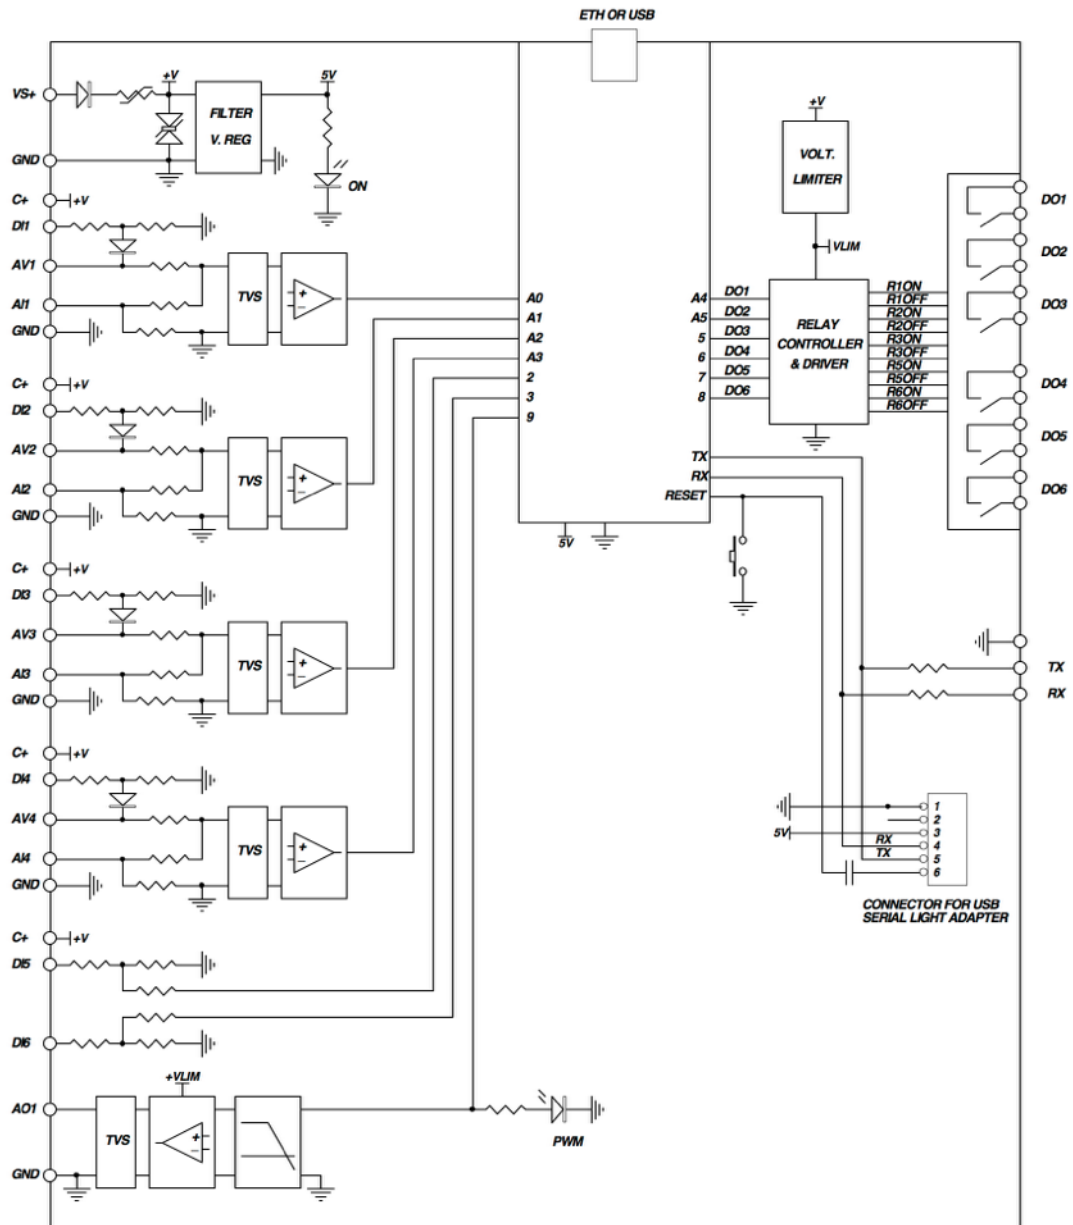 ETH OR USB
VS+
+V
FILTER
V. REG
5V
GND
ON
C+
+V
DI1
AV1
AI1
GND
TVS
+
−
C+
+V
DI2
AV2
AI2
GND
TVS
+
−
C+
+V
DI3
AV3
AI3
GND
TVS
+
−
C+
+V
DI4
AV4
AI4
GND
TVS
+
−
C+
+V
DI5
DI6
+VLIM
AO1
TVS
+
−
GND
PWM
A0
A1
A2
A3
2
3
9
A4
A5
5
6
7
8
TX
RX
RESET
5V
DO1
DO2
DO3
DO4
DO5
DO6
+V
VOLT.
LIMITER
VLIM
RELAY
CONTROLLER
& DRIVER
R1ON
R1OFF
R2ON
R2OFF
R3ON
R3OFF
R5ON
R5OFF
R6ON
R6OFF
DO1
DO2
DO3
DO4
DO5
DO6
TX
RX
5V
RX
TX
1
2
3
4
5
6
CONNECTOR FOR USB
SERIAL LIGHT ADAPTER